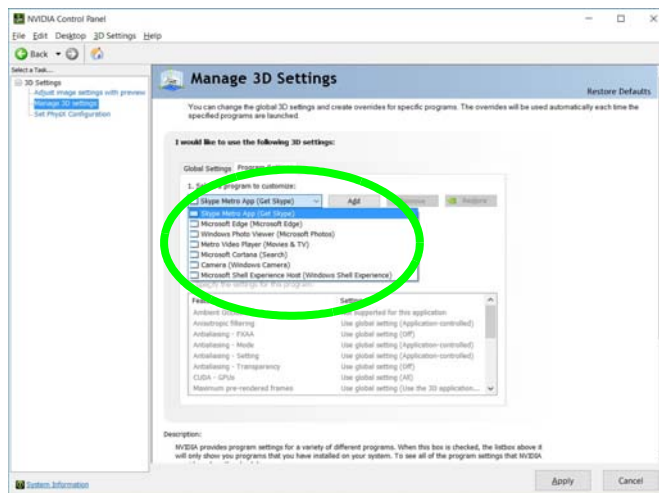 NVIDIA Control Panel
File Edit Desktop 3D Settings Help
Back
Select a Task...
3D Settings
Adjust image settings with preview
Manage 3D settings
Set PhysX Configuration
Manage 3D Settings
Restore Defaults
You can change the global 3D settings and create overrides for specific programs. The overrides will be used automatically each time the
specified programs are launched.
I would like to use the following 3D settings:
Global Settings Program Settings
1. Select a program to customize:
Skype Metro App (Get Skype) Add Remove Restore
Skype Metro App (Get Skype)
Microsoft Edge (Microsoft Edge)
Windows Photo Viewer (Microsoft Photos)
Metro Video Player (Movies & TV)
Microsoft Cortana (Search)
Camera (Windows Camera)
Microsoft Shell Experience Host (Windows Shell Experience)
Specify the settings for this program:
Setting
Ambient Occlusion Not supported for this application
Anisotropic filtering Use global setting (Application-controlled)
Antialiasing - FXAA Use global setting (Off)
Antialiasing - Mode Use global setting (Application-controlled)
Antialiasing - Setting Use global setting (Application-controlled)
Antialiasing - Transparency Use global setting (Off)
CUDA - GPUs Use global setting (All)
Maximum pre-rendered frames Use global setting (Use the 3D application...
Description:
NVIDIA provides program settings for a variety of different programs. When this box is checked, the listbox above it
will only show you programs that you have installed on your system. To see all of the program settings that NVIDIA
System Information
Apply Cancel